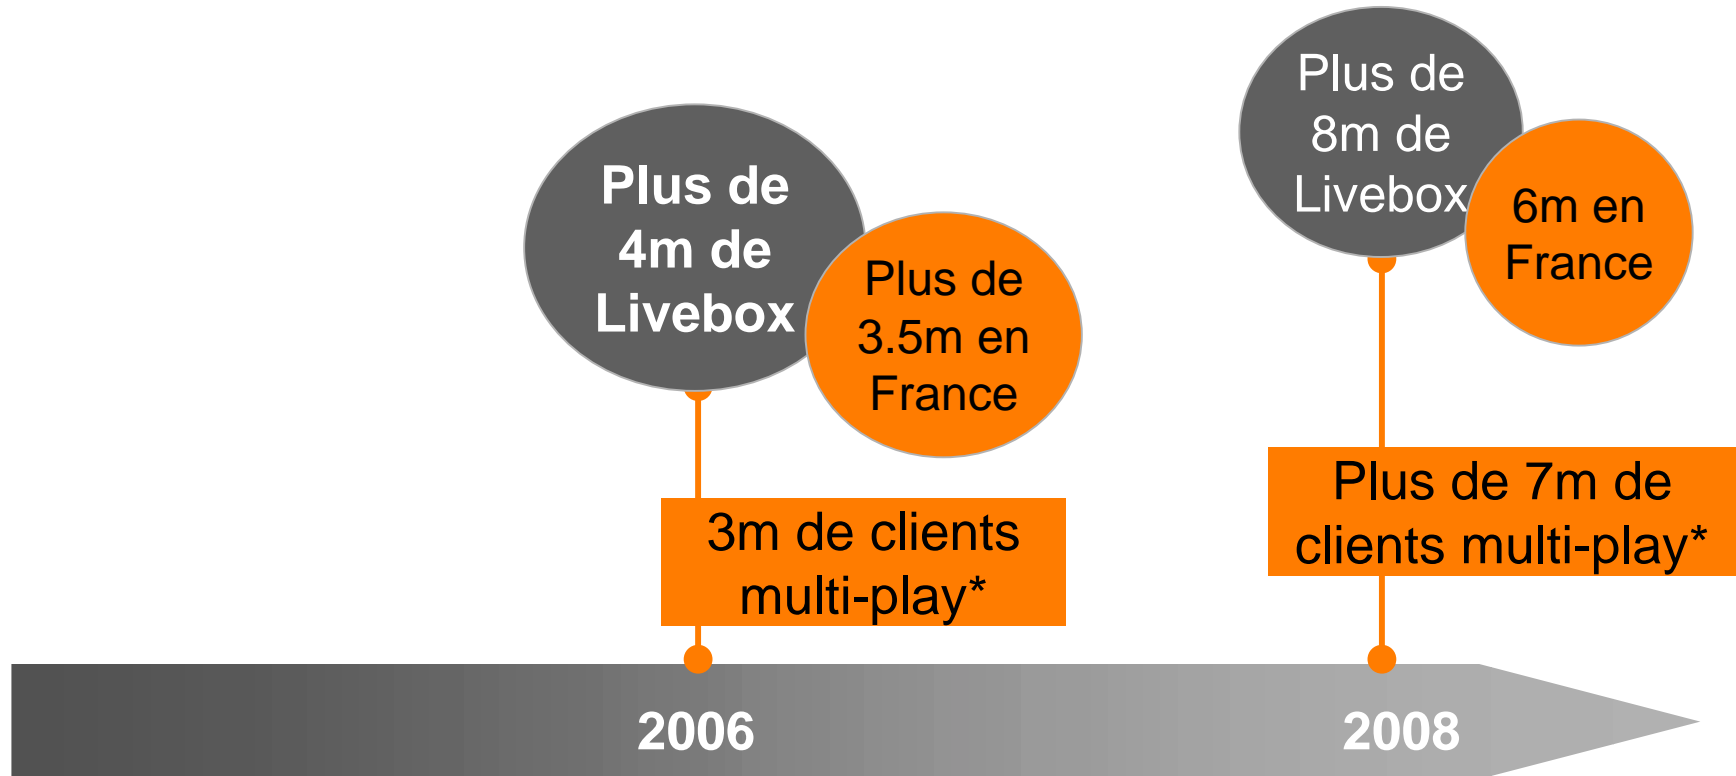 Plus de
4m de
Livebox
Plus de
3.5m en
France
3m de clients
multi-play*
2006
Plus de
8m de
Livebox
6m en
France
Plus de 7m de
clients multi-play*
2008